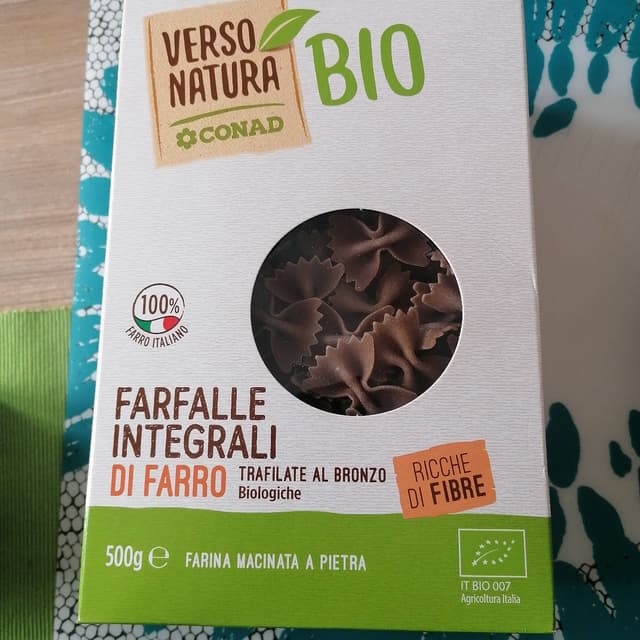 VERSO
NATURA
CONAD
BIO
100%
FARRO ITALIANO
FARFALLE
INTEGRALI
DI FARRO
TRAFILATE AL BRONZO
Biologiche
RICCHE
DI FIBRE
500g ℮
FARINA MACINATA A PIETRA
IT BIO 007
Agricoltura Italia